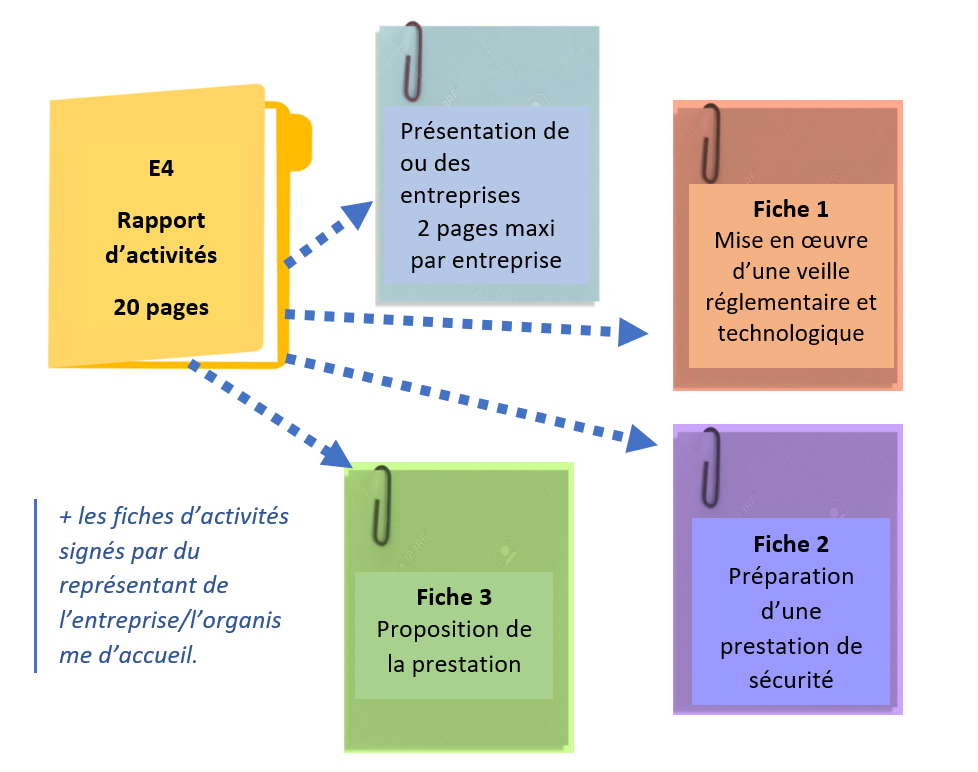 E4
Rapport
d’activités
20 pages
Présentation de
ou des
entreprises
2 pages maxi
par entreprise
Fiche 1
Mise en œuvre
d’une veille
réglementaire et
technologique
Fiche 2
Préparation
d’une
prestation de
sécurité
Fiche 3
Proposition de
la prestation
+ les fiches d’activités
signés par du
représentant de
l’entreprise/l’organis
me d’accueil.